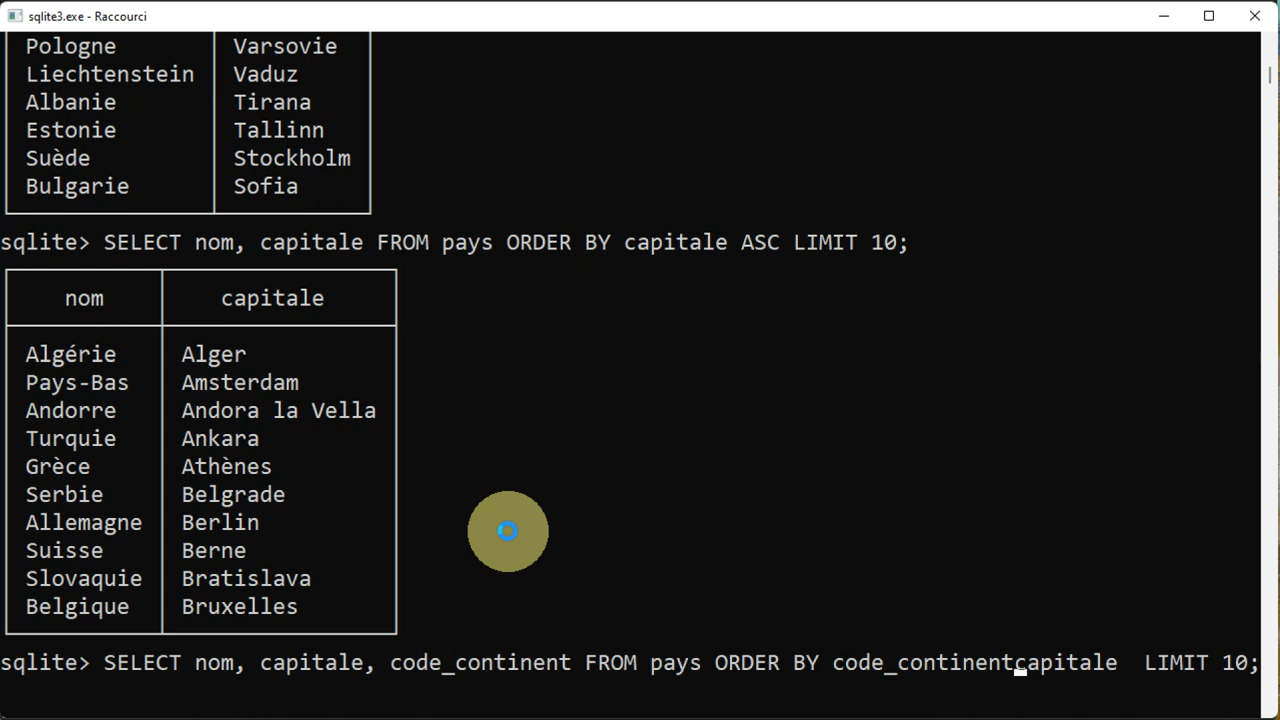 sqlite3.exe - Raccourci
Pologne Varsovie
Liechtenstein Vaduz
Albanie Tirana
Estonie Tallinn
Suède Stockholm
Bulgarie Sofia
sqlite> SELECT nom, capitale FROM pays ORDER BY capitale ASC LIMIT 10;
nom capitale
Algérie Alger
Pays-Bas Amsterdam
Andorre Andora la Vella
Turquie Ankara
Grèce Athènes
Serbie Belgrade
Allemagne Berlin
Suisse Berne
Slovaquie Bratislava
Belgique Bruxelles
sqlite> SELECT nom, capitale, code_continent FROM pays ORDER BY code_continentcapitale  LIMIT 10;